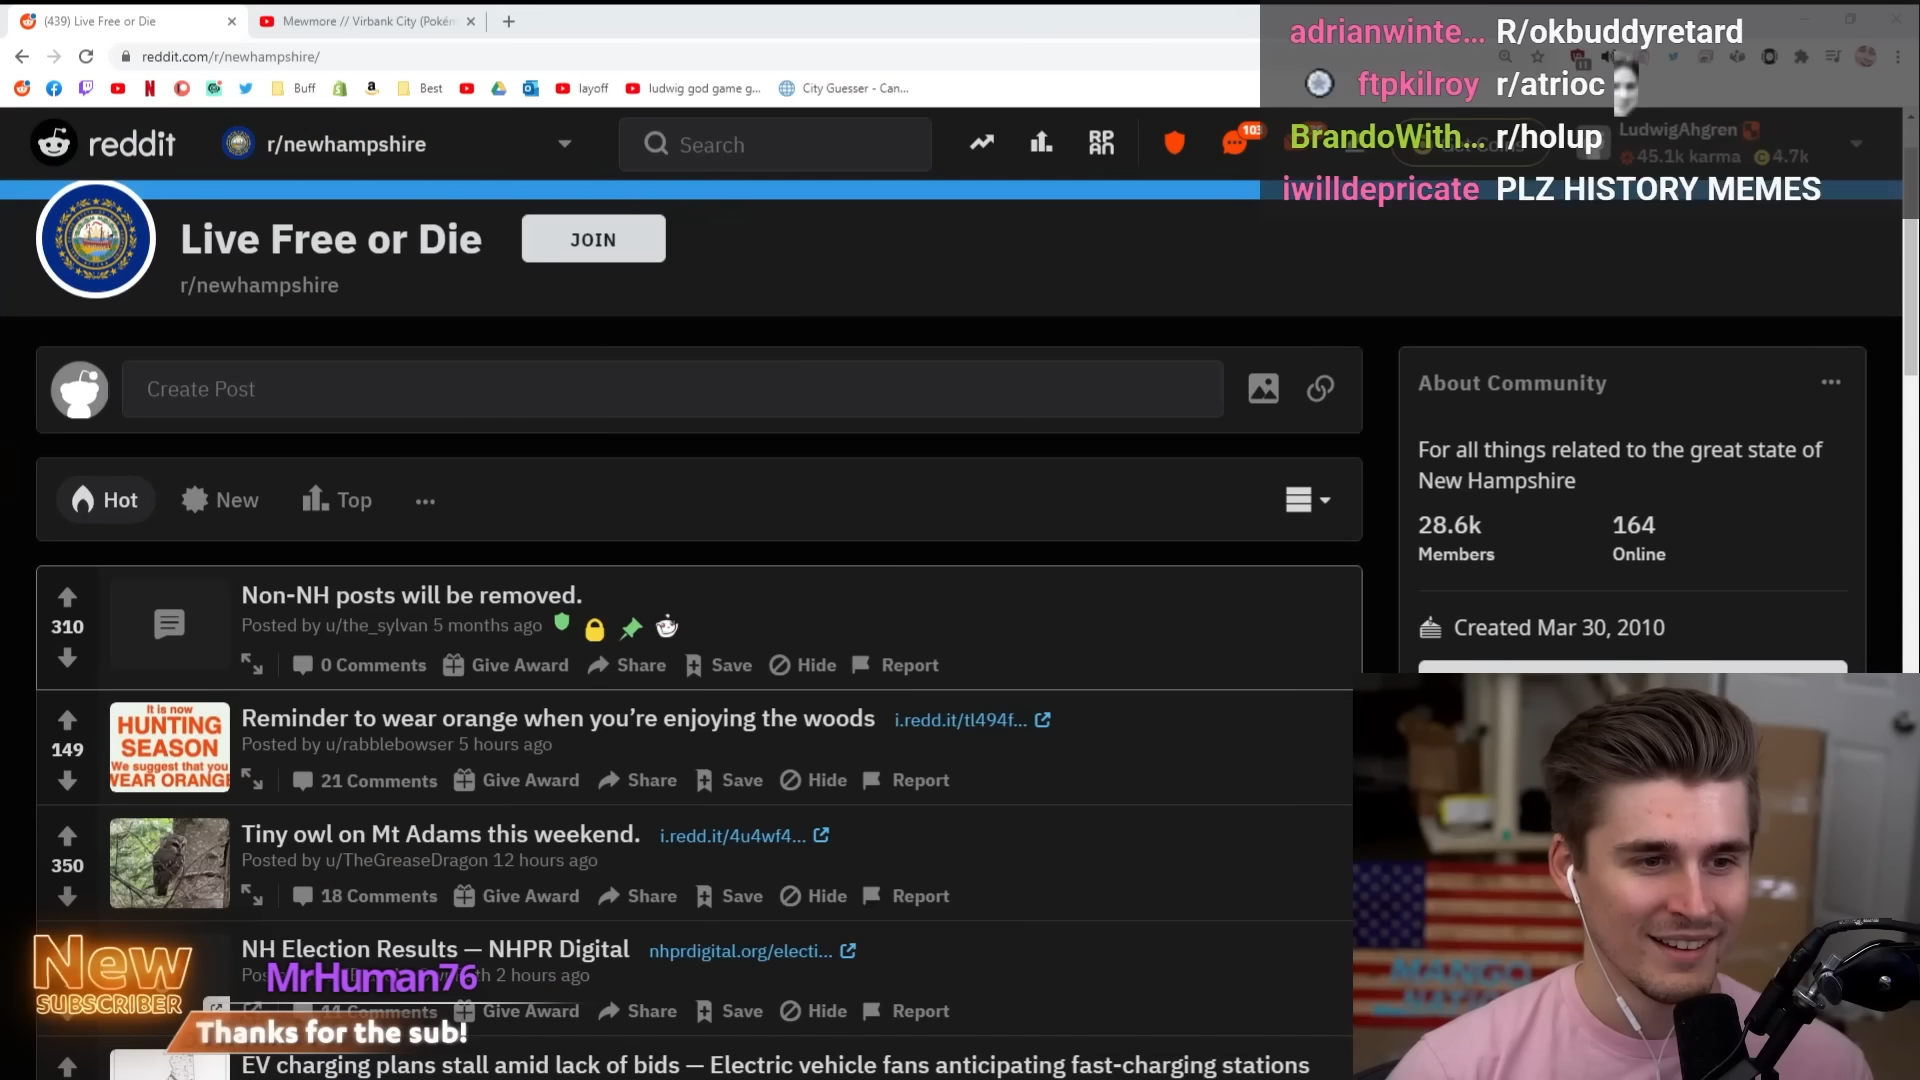 (439) Live Free or Die
Mewmore // Virbank City (Pokém
reddit.com/r/newhampshire/
Buff
Best
layoff
ludwig god game g...
City Guesser - Can...
adrianwinte... R/okbuddyretard
ftpkilroy r/atrioc
BrandoWith... r/holup
iwilldepricate PLZ HISTORY MEMES
reddit
r/newhampshire
Search
103
LudwigAhgren
45.1k karma 4.7k
Live Free or Die
JOIN
r/newhampshire
Create Post
Hot
New
Top
About Community
For all things related to the great state of
New Hampshire
28.6k
164
Members
Online
Created Mar 30, 2010
310
Non-NH posts will be removed.
Posted by u/the_sylvan 5 months ago
0 Comments Give Award Share Save Hide Report
149
It is now
HUNTING
SEASON
We suggest that you
WEAR ORANGE
Reminder to wear orange when you’re enjoying the woods i.redd.it/tl494f...
Posted by u/rabblebowser 5 hours ago
21 Comments Give Award Share Save Hide Report
350
Tiny owl on Mt Adams this weekend. i.redd.it/4u4wf4...
Posted by u/TheGreaseDragon 12 hours ago
18 Comments Give Award Share Save Hide Report
NH Election Results — NHPR Digital nhprdigital.org/electi...
2 hours ago
11 Comments Give Award Share Save Hide Report
New
SUBSCRIBER
MrHuman76
Thanks for the sub!
EV charging plans stall amid lack of bids — Electric vehicle fans anticipating fast-charging stations
MANGO